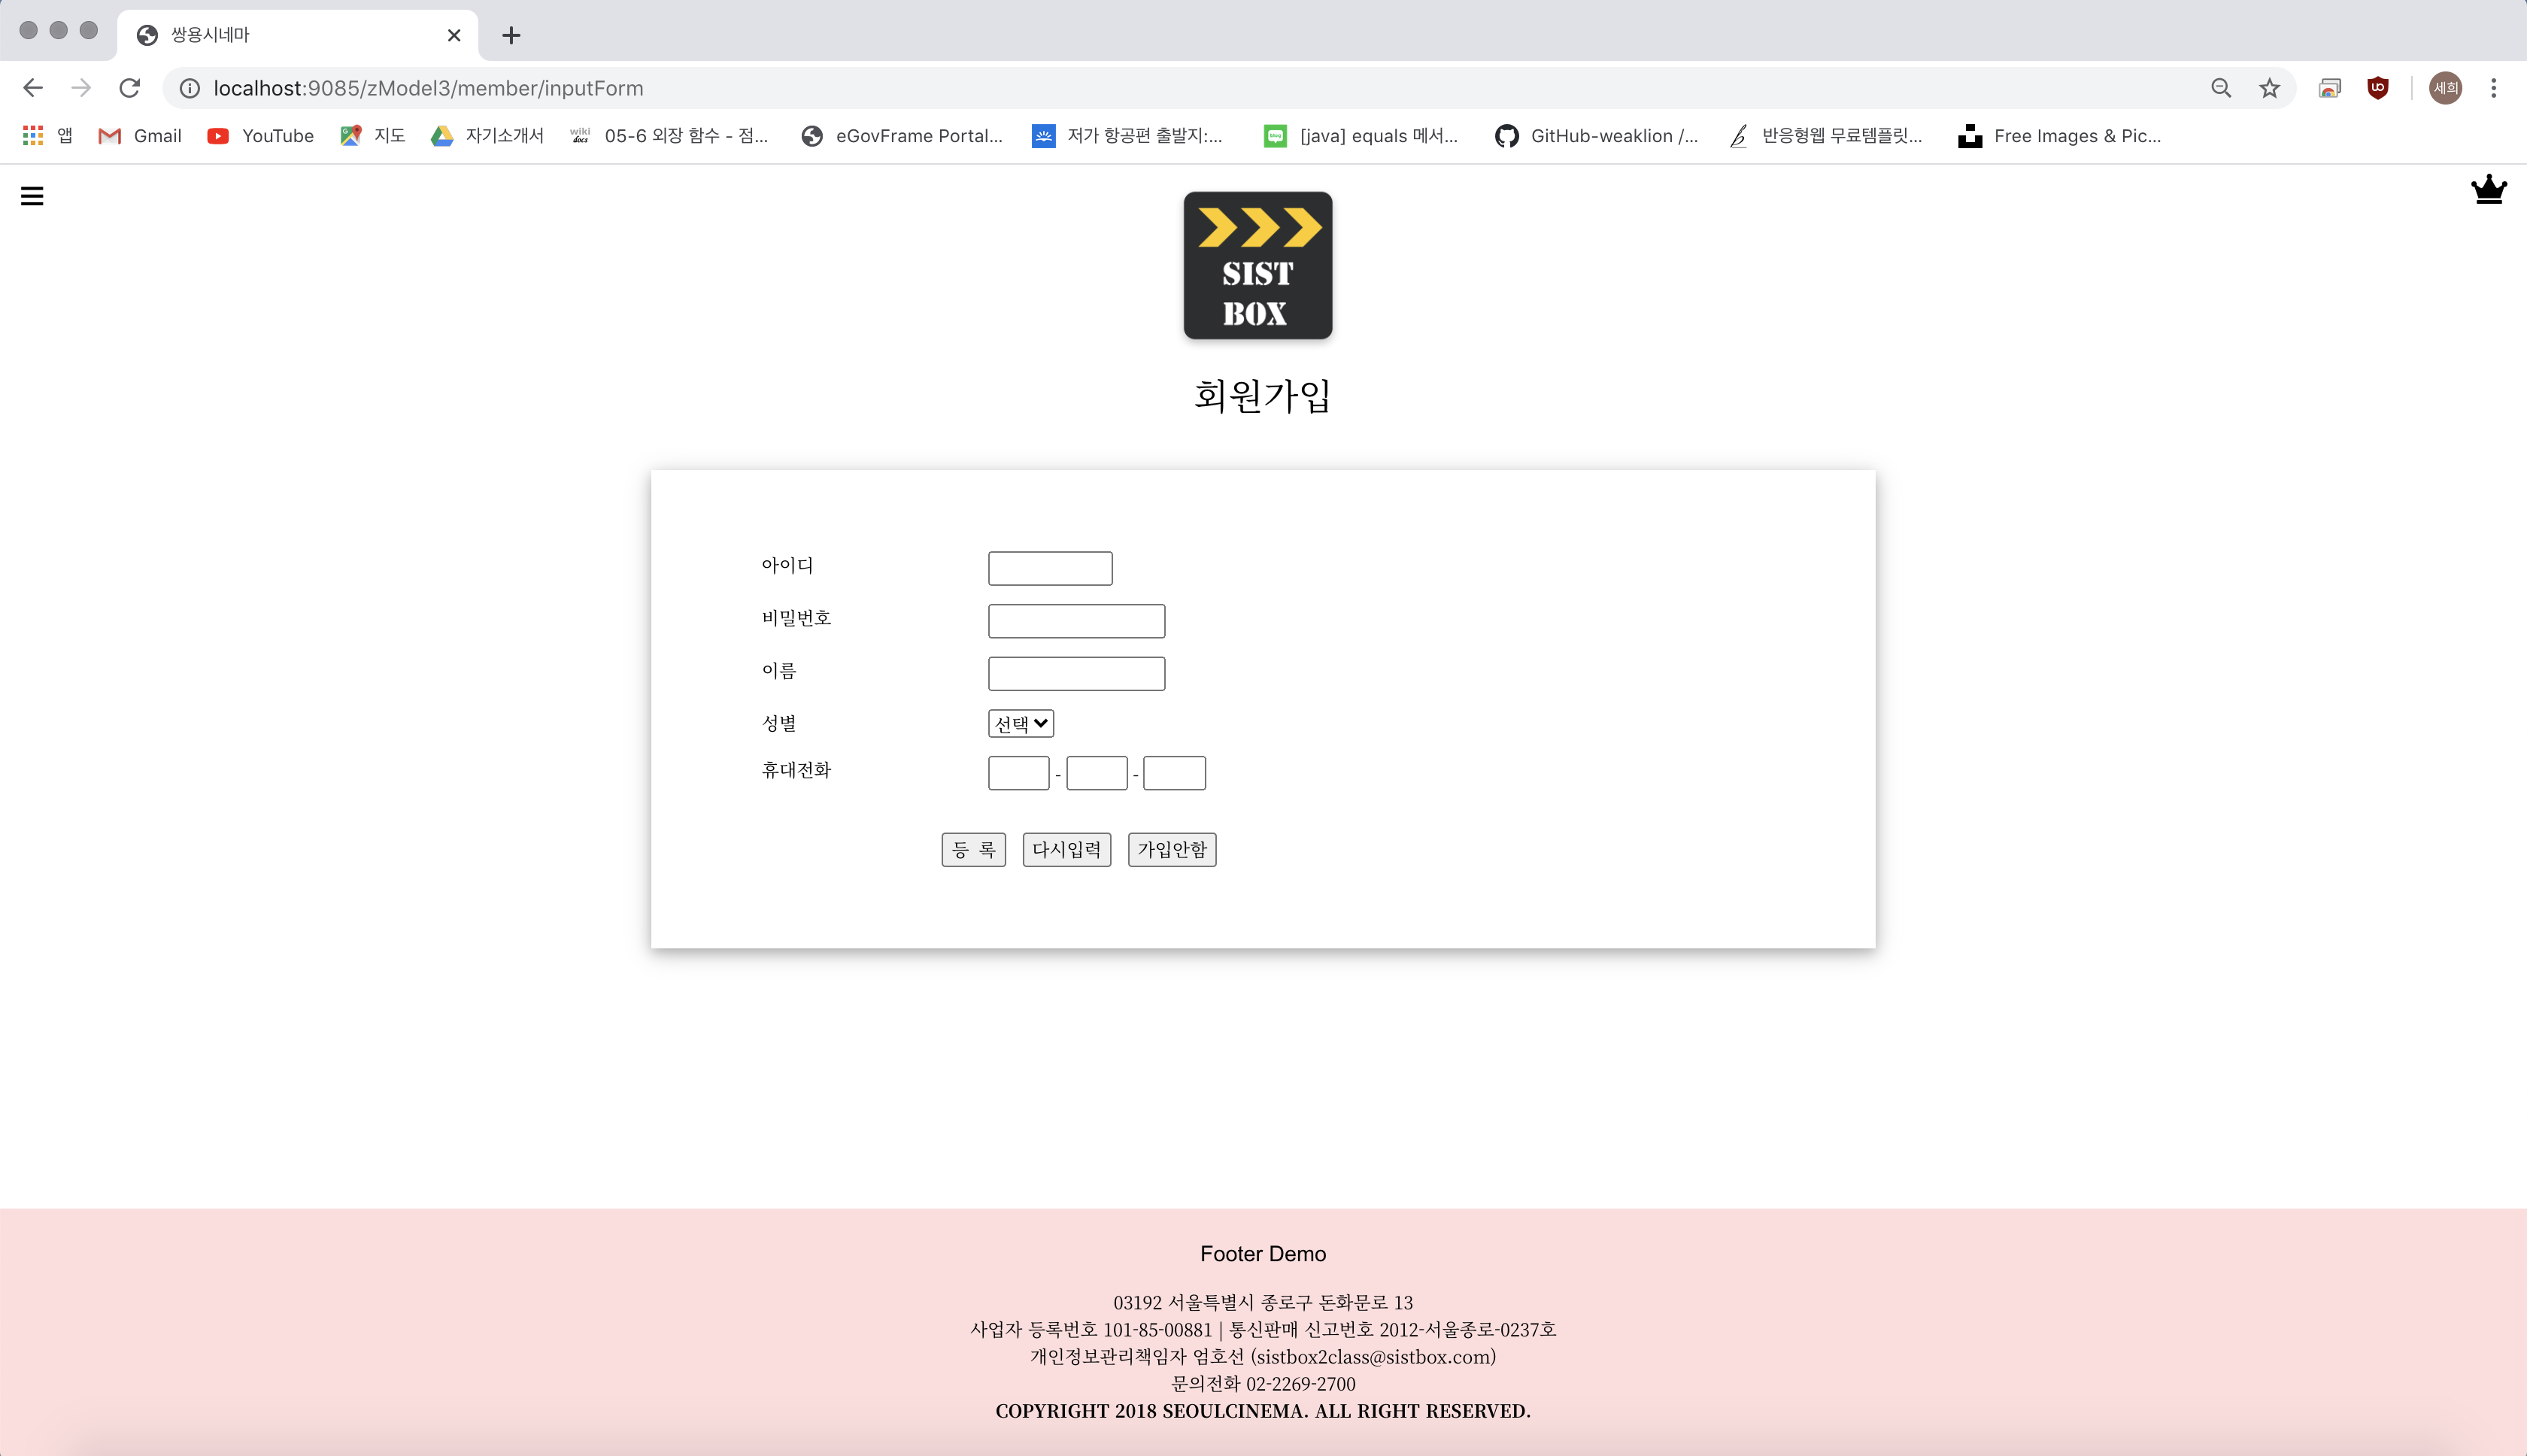 쌍용시네마
localhost:9085/zModel3/member/inputForm
세희
앱 Gmail YouTube 지도 자기소개서 wiki docs 05-6 외장 함수 - 점... eGovFrame Portal... 저가 항공편 출발지:... blog [java] equals 메서... GitHub-weaklion /... 반응형웹 무료템플릿... Free Images & Pic...
SIST
BOX
회원가입
아이디
비밀번호
이름
성별 선택
휴대전화 - -
등 록 다시입력 가입안함
Footer Demo
03192 서울특별시 종로구 돈화문로 13
사업자 등록번호 101-85-00881 | 통신판매 신고번호 2012-서울종로-0237호
개인정보관리책임자 엄호선 (sistbox2class@sistbox.com)
문의전화 02-2269-2700
COPYRIGHT 2018 SEOULCINEMA. ALL RIGHT RESERVED.